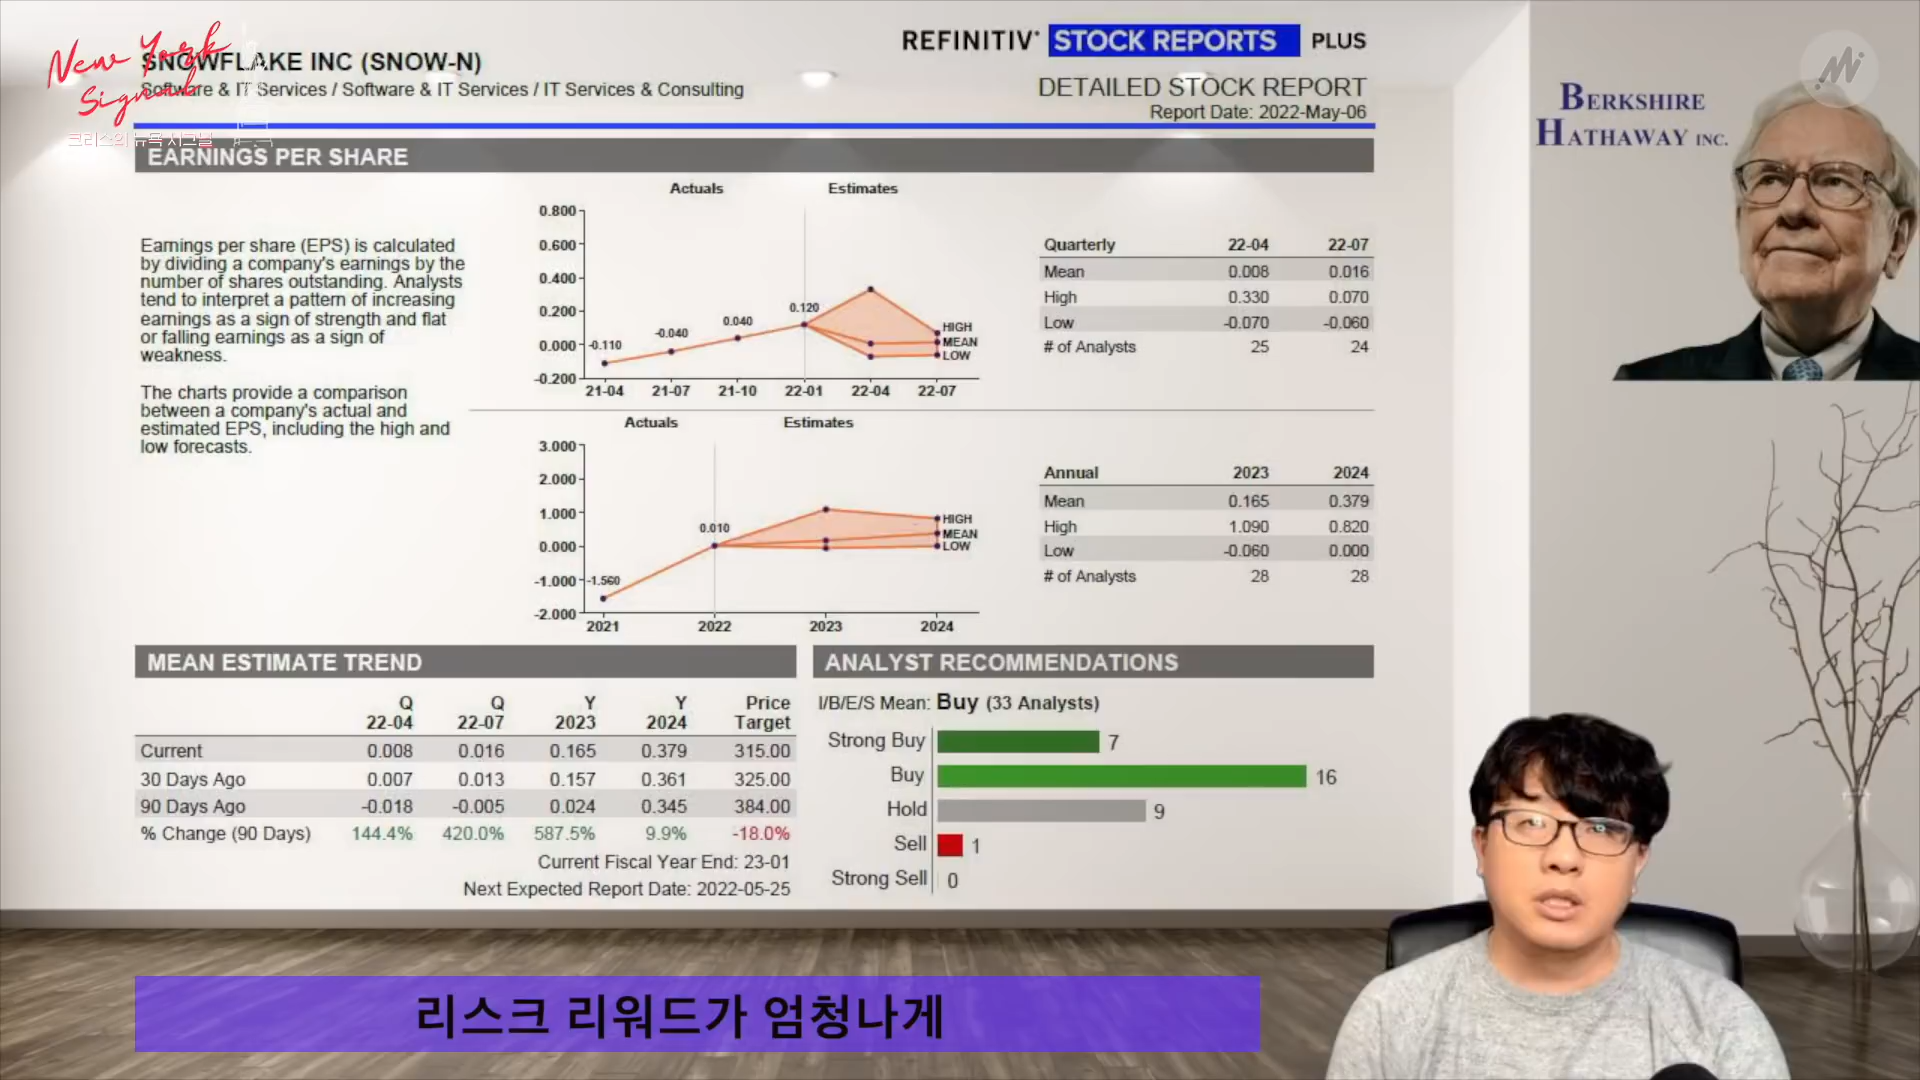 New York
Signal
크리스의 뉴욕 시그널
SNOWFLAKE INC (SNOW-N)
Software & IT Services / Software & IT Services / IT Services & Consulting
REFINITIV STOCK REPORTS PLUS
DETAILED STOCK REPORT
Report Date: 2022-May-06
BERKSHIRE
HATHAWAY INC.
EARNINGS PER SHARE
Earnings per share (EPS) is calculated
by dividing a company's earnings by the
number of shares outstanding. Analysts
tend to interpret a pattern of increasing
earnings as a sign of strength and flat
or falling earnings as a sign of
weakness.
The charts provide a comparison
between a company's actual and
estimated EPS, including the high and
low forecasts.
Actuals Estimates
0.800
0.600
0.400
0.200
0.000
-0.200
-0.110 -0.040 0.040 0.120
HIGH
MEAN
LOW
21-04 21-07 21-10 22-01 22-04 22-07
Quarterly 22-04 22-07
Mean 0.008 0.016
High 0.330 0.070
Low -0.070 -0.060
# of Analysts 25 24
Actuals Estimates
3.000
2.000
1.000
0.000
-1.000
-2.000
-1.560 0.010
HIGH
MEAN
LOW
2021 2022 2023 2024
Annual 2023 2024
Mean 0.165 0.379
High 1.090 0.820
Low -0.060 0.000
# of Analysts 28 28
MEAN ESTIMATE TREND
Q Q Y Y Price
22-04 22-07 2023 2024 Target
Current 0.008 0.016 0.165 0.379 315.00
30 Days Ago 0.007 0.013 0.157 0.361 325.00
90 Days Ago -0.018 -0.005 0.024 0.345 384.00
% Change (90 Days) 144.4% 420.0% 587.5% 9.9% -18.0%
Current Fiscal Year End: 23-01
Next Expected Report Date: 2022-05-25
ANALYST RECOMMENDATIONS
I/B/E/S Mean: Buy (33 Analysts)
Strong Buy 7
Buy 16
Hold 9
Sell 1
Strong Sell 0
리스크 리워드가 엄청나게